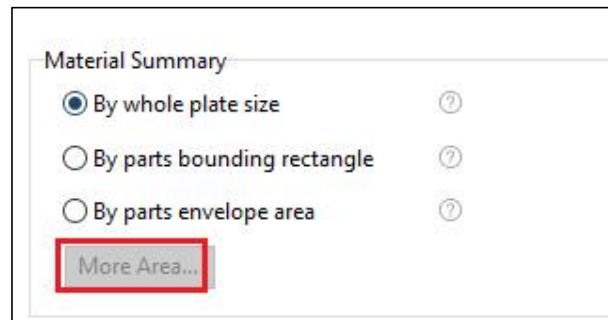 Material Summary
By whole plate size
By parts bounding rectangle
By parts envelope area
More Area...